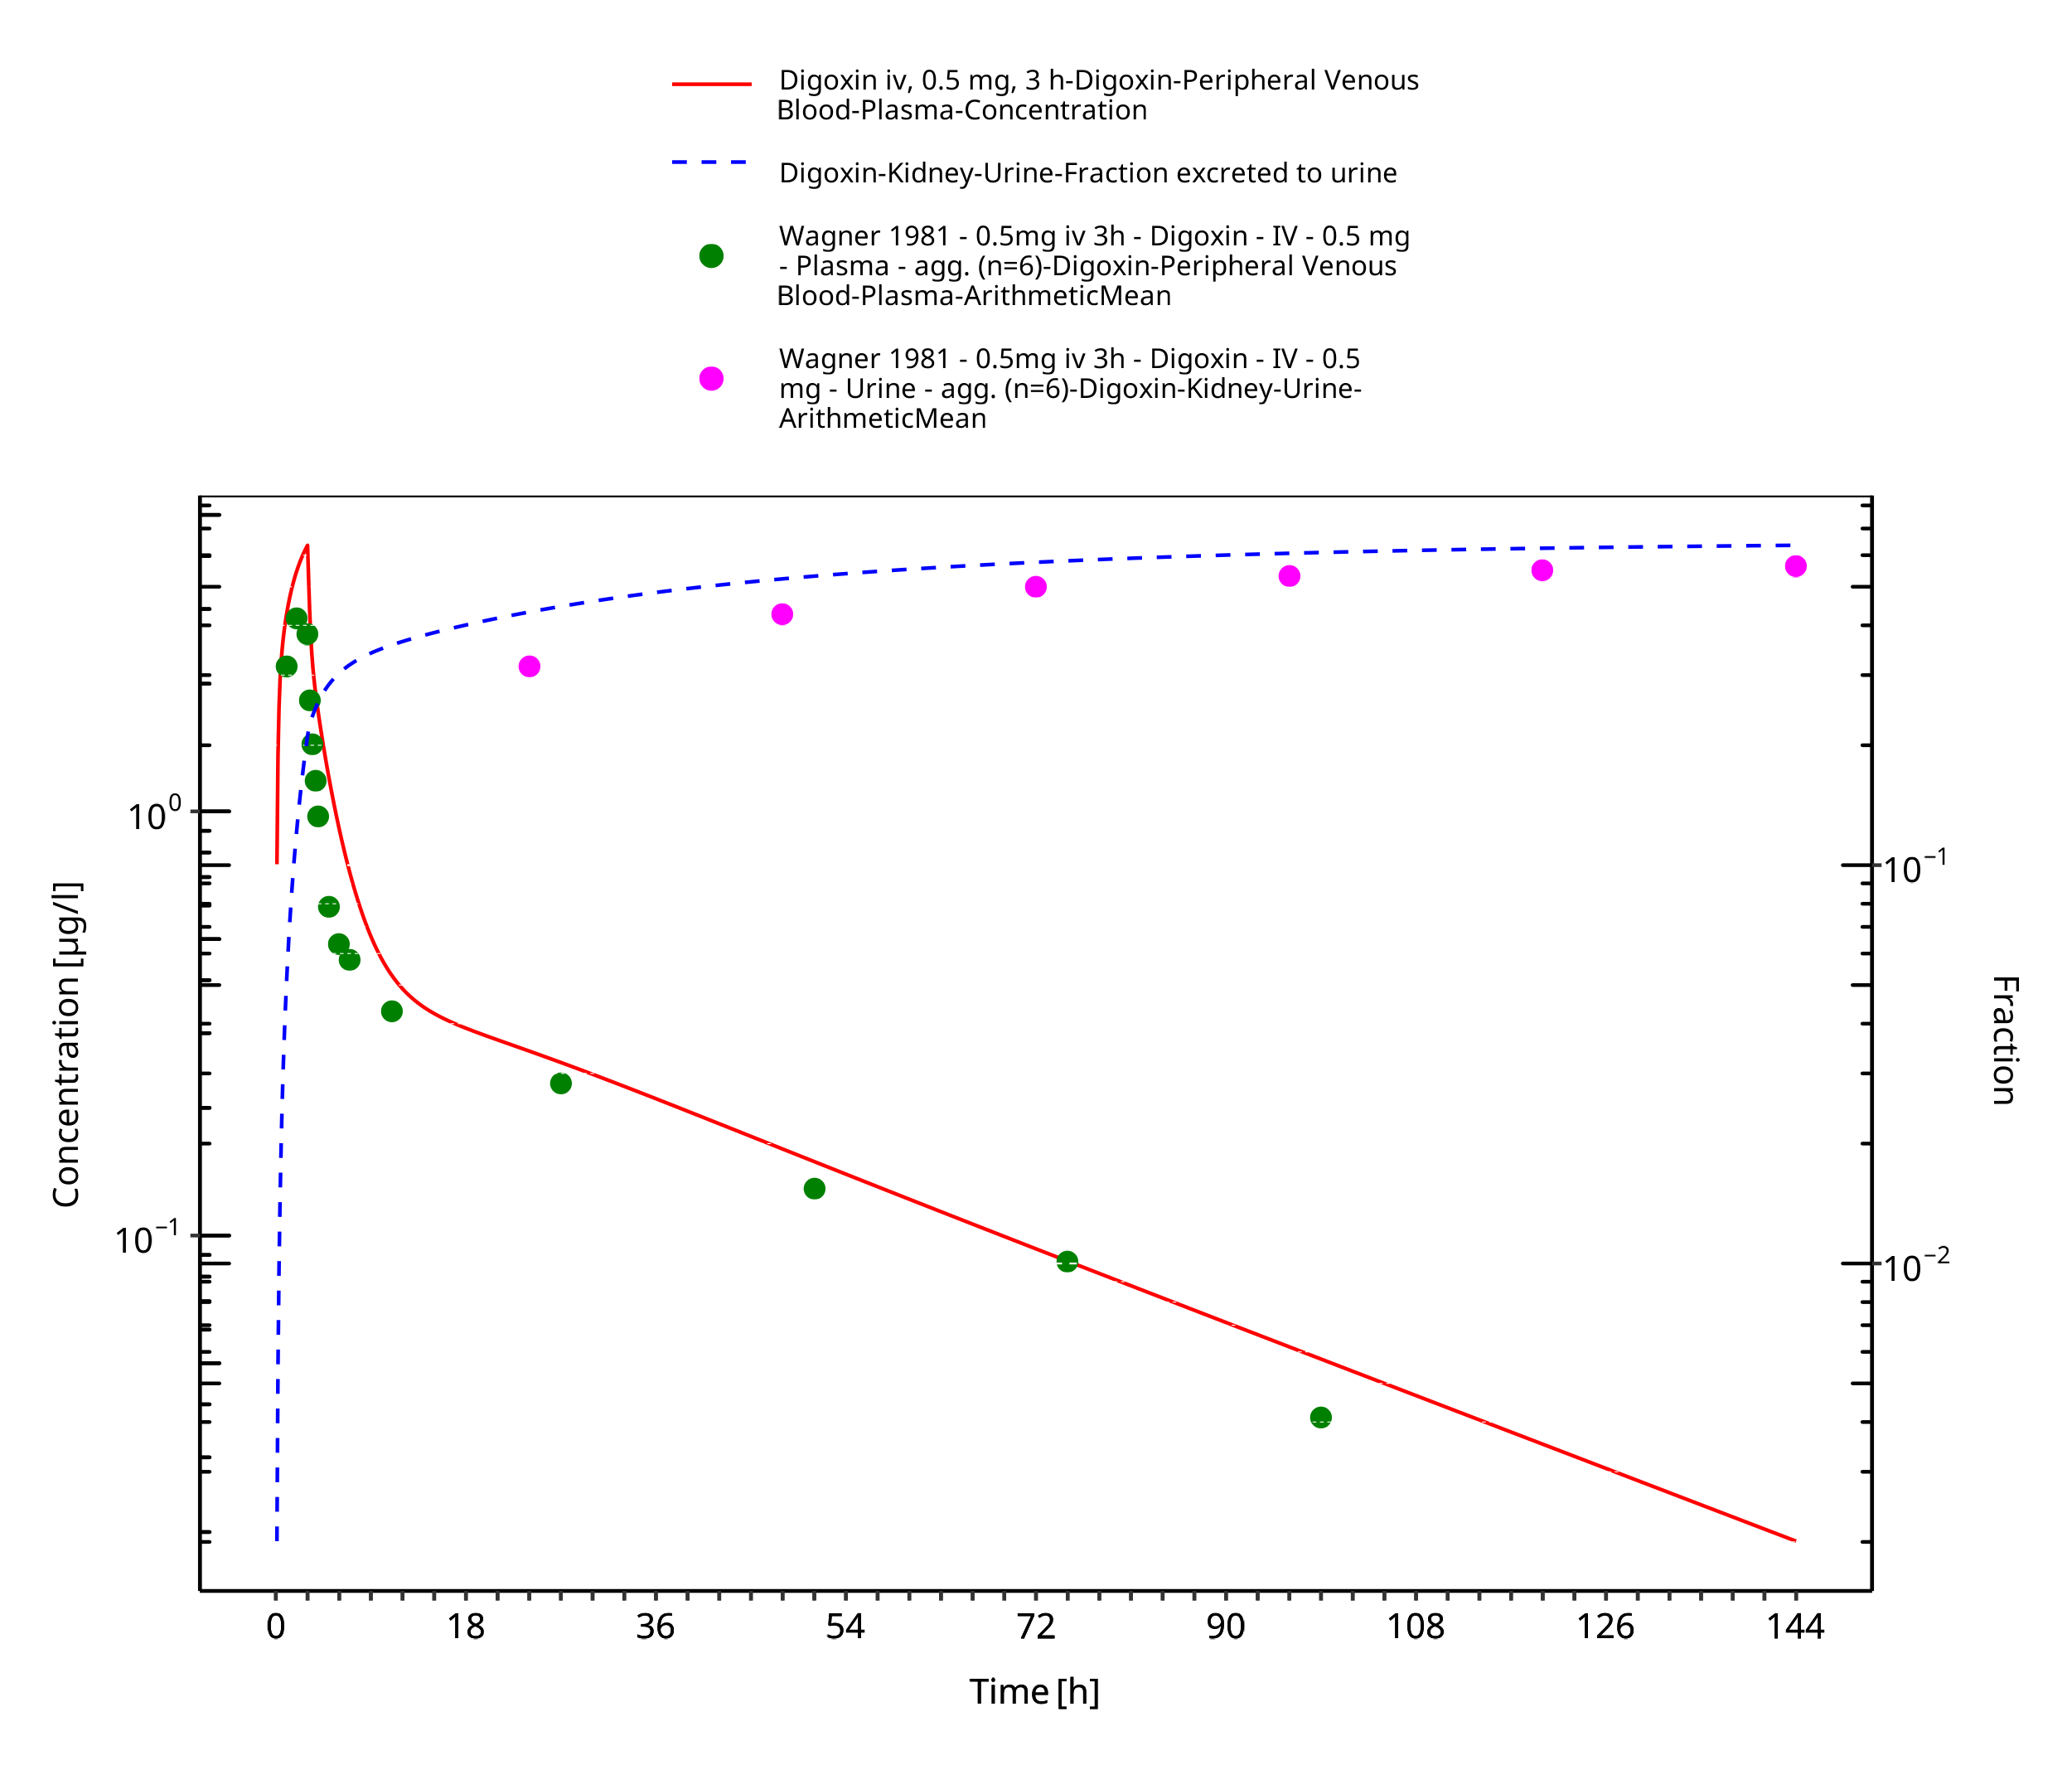 Digoxin iv, 0.5 mg, 3 h-Digoxin-Peripheral Venous
Blood-Plasma-Concentration
Digoxin-Kidney-Urine-Fraction excreted to urine
Wagner 1981 - 0.5mg iv 3h - Digoxin - IV - 0.5 mg
- Plasma - agg. (n=6)-Digoxin-Peripheral Venous
Blood-Plasma-ArithmeticMean
Wagner 1981 - 0.5mg iv 3h - Digoxin - IV - 0.5
mg - Urine - agg. (n=6)-Digoxin-Kidney-Urine-
ArithmeticMean
Concentration [µg/l]
10⁰
10⁻¹
10⁻¹
10⁻²
Fraction
0 18 36 54 72 90 108 126 144
Time [h]